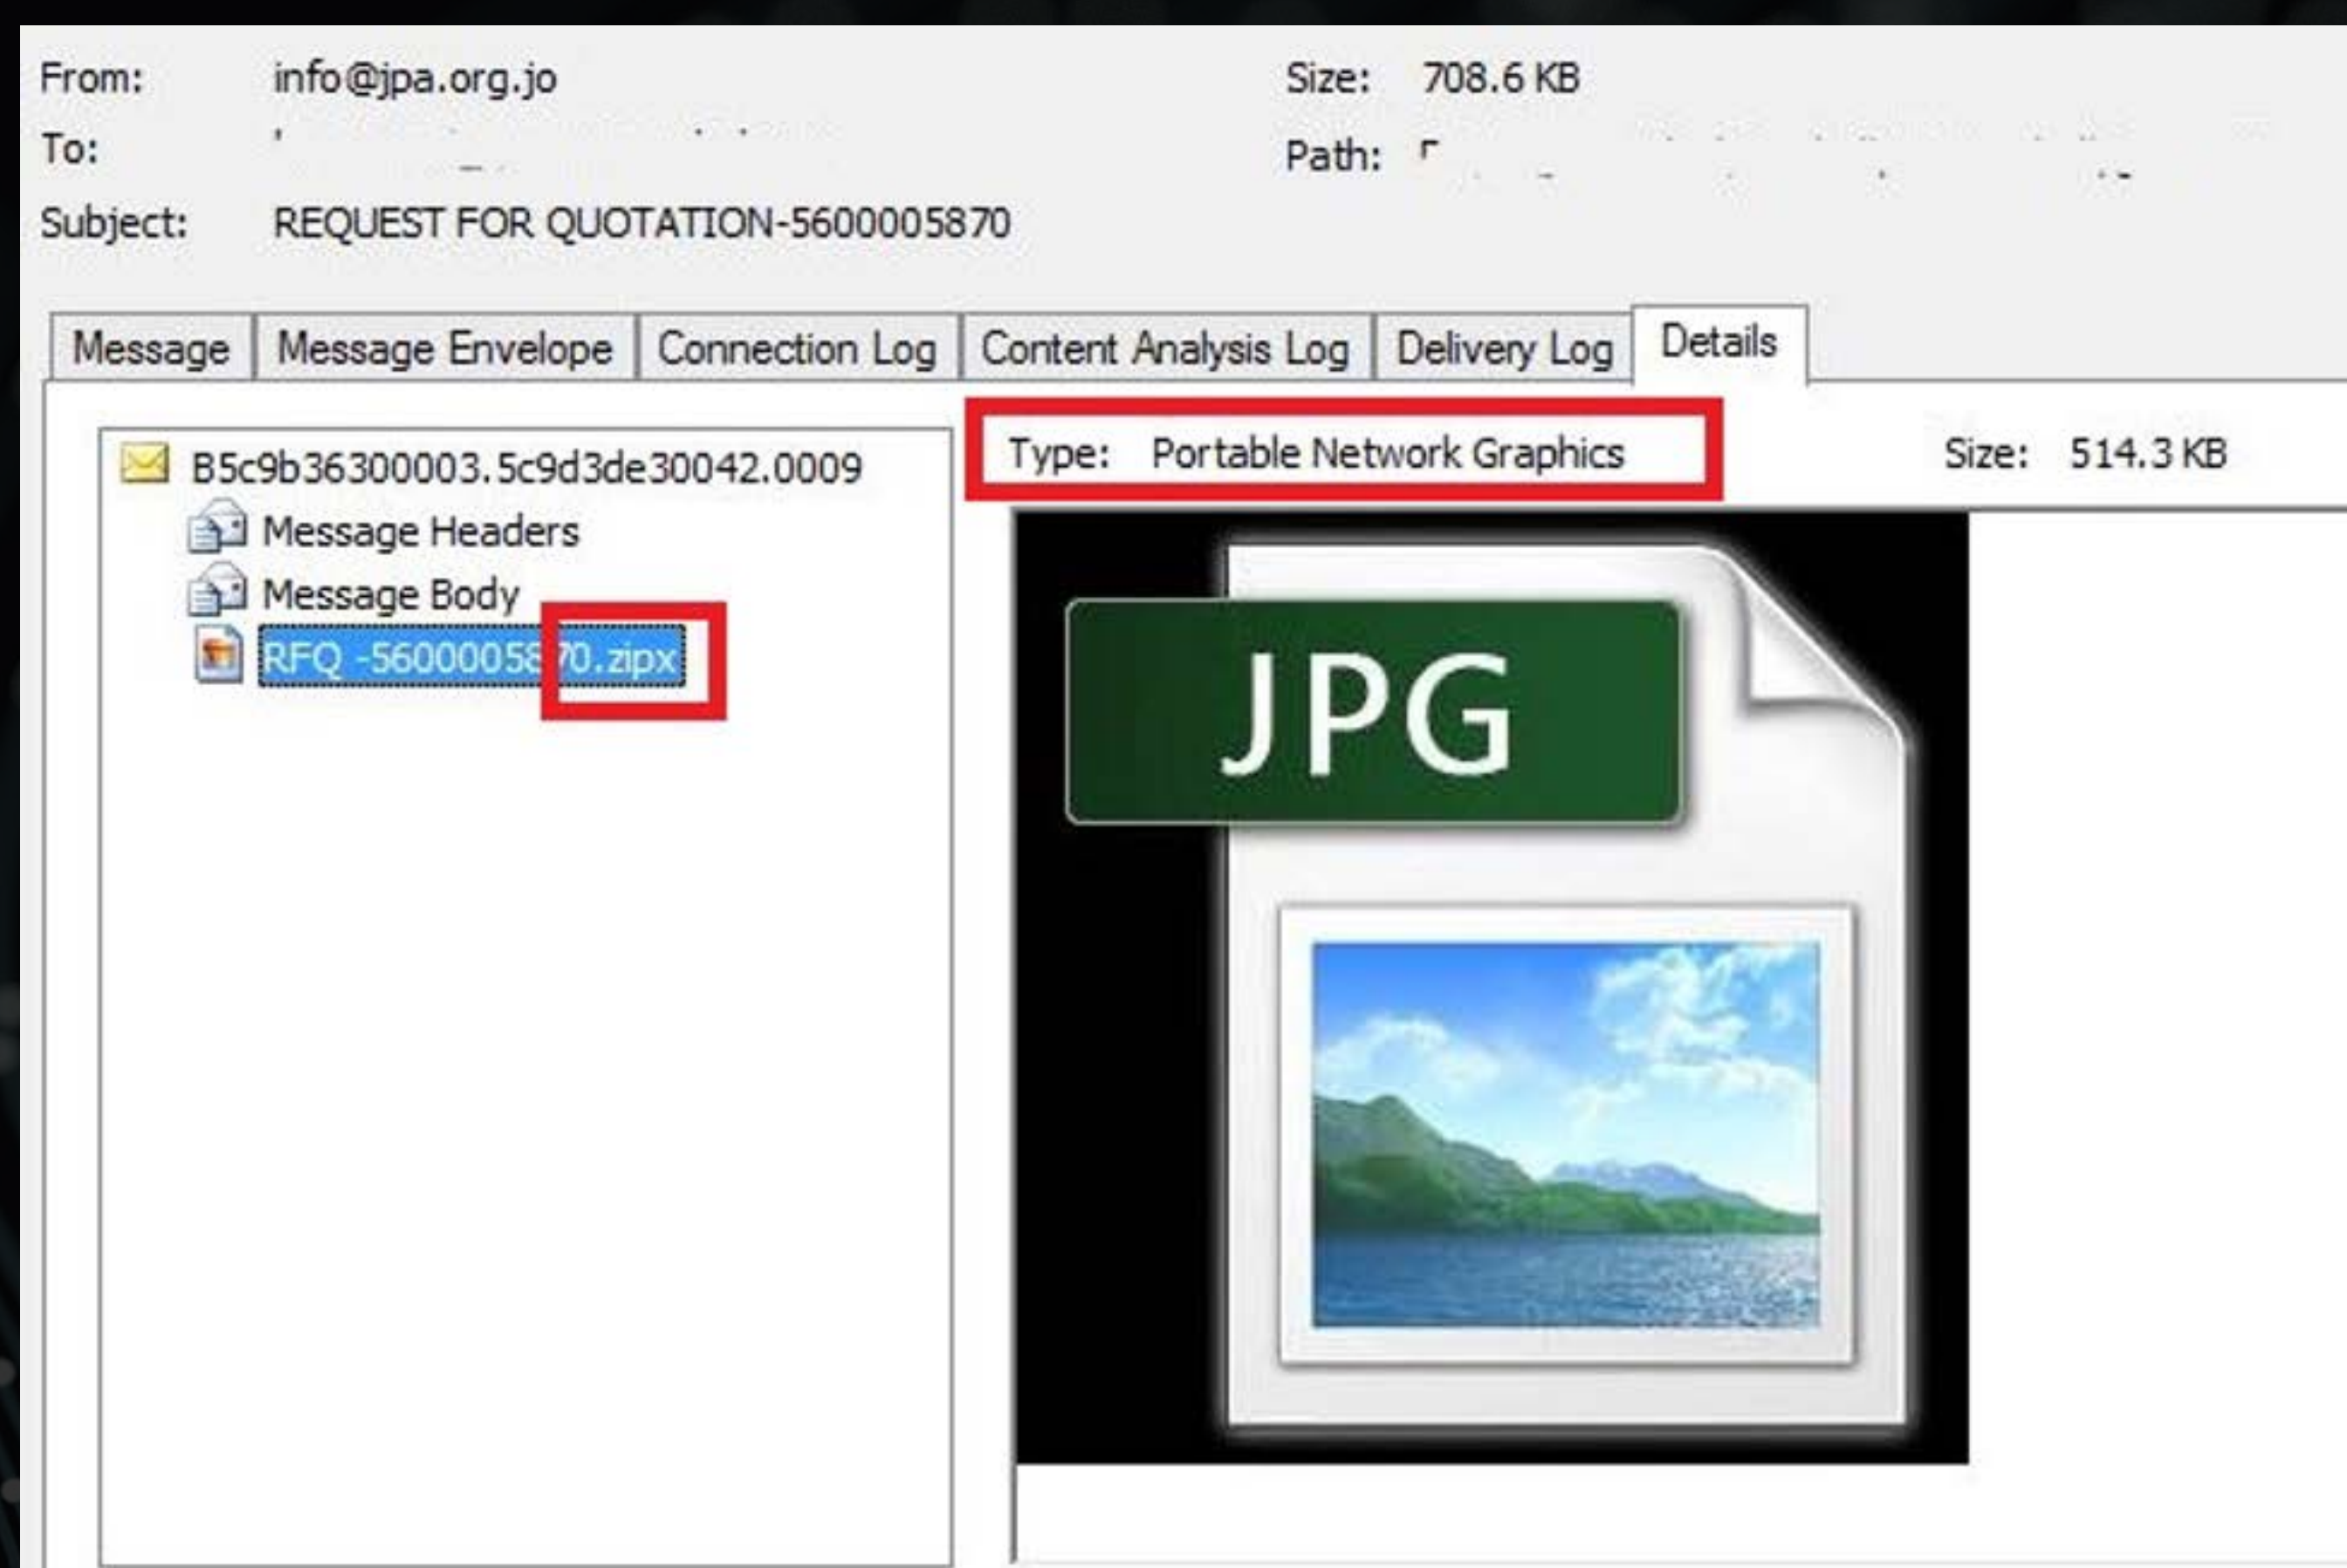 From: info@jpa.org.jo Size: 708.6 KB
To: Path:
Subject: REQUEST FOR QUOTATION-5600005870
Message Message Envelope Connection Log Content Analysis Log Delivery Log Details
B5c9b36300003.5c9d3de30042.0009
Message Headers
Message Body
RFQ -5600005870.zipx
Type: Portable Network Graphics Size: 514.3 KB
JPG